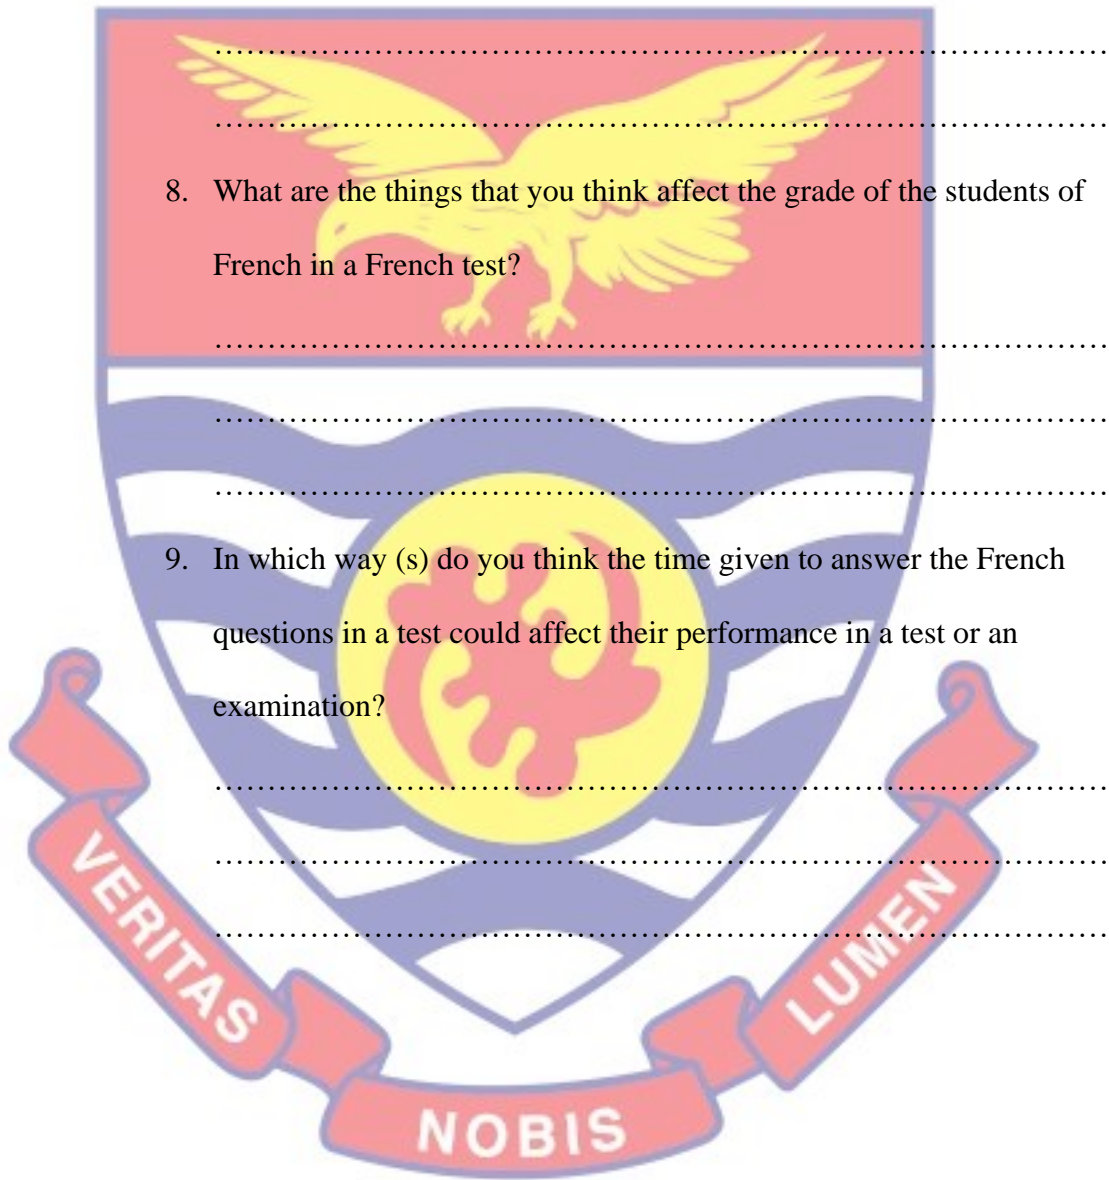 ……………………………………………………………………………
……………………………………………………………………………
8. What are the things that you think affect the grade of the students of
French in a French test?
……………………………………………………………………………
……………………………………………………………………………
……………………………………………………………………………
9. In which way (s) do you think the time given to answer the French
questions in a test could affect their performance in a test or an
examination?
……………………………………………………………………………
……………………………………………………………………………
……………………………………………………………………………
VERITAS
NOBIS
LUMEN